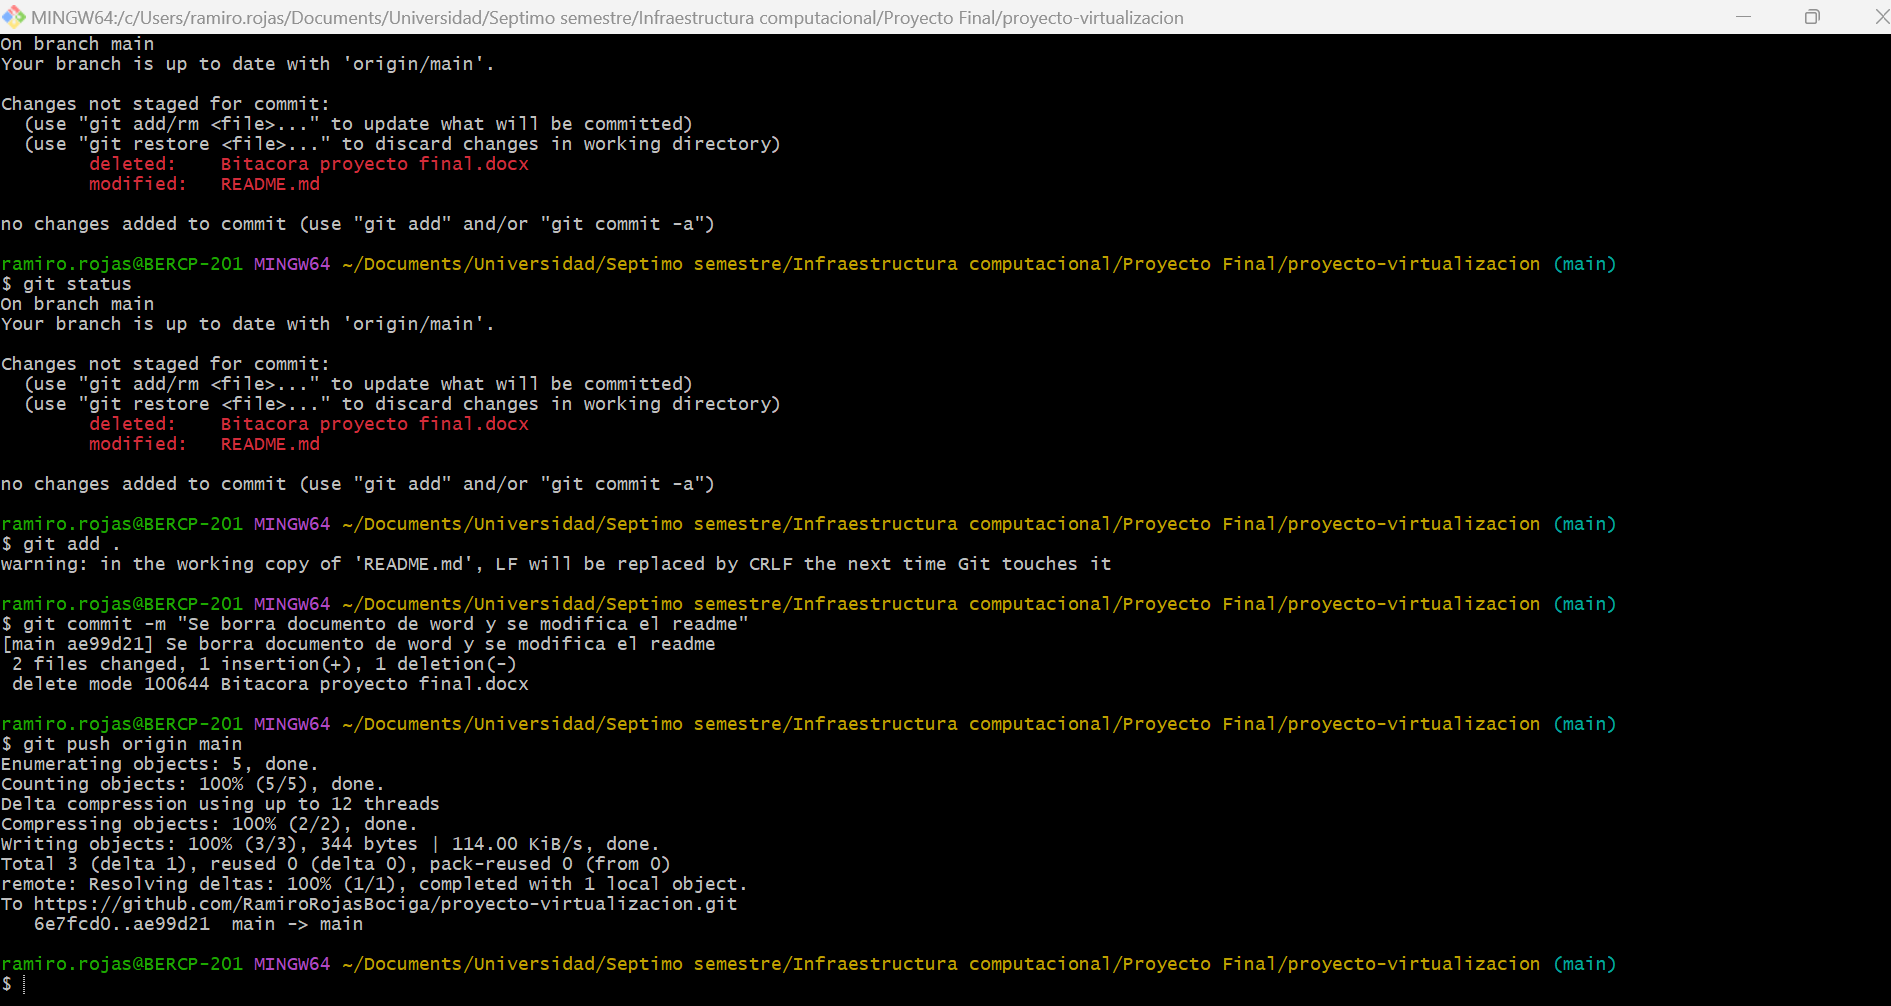 MINGW64:/c/Users/ramiro.rojas/Documents/Universidad/Septimo semestre/Infraestructura computacional/Proyecto Final/proyecto-virtualizacion
On branch main
Your branch is up to date with 'origin/main'.
Changes not staged for commit:
  (use "git add/rm <file>..." to update what will be committed)
  (use "git restore <file>..." to discard changes in working directory)
        deleted:    Bitacora proyecto final.docx
        modified:   README.md
no changes added to commit (use "git add" and/or "git commit -a")
ramiro.rojas@BERCP-201 MINGW64 ~/Documents/Universidad/Septimo semestre/Infraestructura computacional/Proyecto Final/proyecto-virtualizacion (main)
$ git status
On branch main
Your branch is up to date with 'origin/main'.
Changes not staged for commit:
  (use "git add/rm <file>..." to update what will be committed)
  (use "git restore <file>..." to discard changes in working directory)
        deleted:    Bitacora proyecto final.docx
        modified:   README.md
no changes added to commit (use "git add" and/or "git commit -a")
ramiro.rojas@BERCP-201 MINGW64 ~/Documents/Universidad/Septimo semestre/Infraestructura computacional/Proyecto Final/proyecto-virtualizacion (main)
$ git add .
warning: in the working copy of 'README.md', LF will be replaced by CRLF the next time Git touches it
ramiro.rojas@BERCP-201 MINGW64 ~/Documents/Universidad/Septimo semestre/Infraestructura computacional/Proyecto Final/proyecto-virtualizacion (main)
$ git commit -m "Se borra documento de word y se modifica el readme"
[main ae99d21] Se borra documento de word y se modifica el readme
 2 files changed, 1 insertion(+), 1 deletion(-)
 delete mode 100644 Bitacora proyecto final.docx
ramiro.rojas@BERCP-201 MINGW64 ~/Documents/Universidad/Septimo semestre/Infraestructura computacional/Proyecto Final/proyecto-virtualizacion (main)
$ git push origin main
Enumerating objects: 5, done.
Counting objects: 100% (5/5), done.
Delta compression using up to 12 threads
Compressing objects: 100% (2/2), done.
Writing objects: 100% (3/3), 344 bytes | 114.00 KiB/s, done.
Total 3 (delta 1), reused 0 (delta 0), pack-reused 0 (from 0)
remote: Resolving deltas: 100% (1/1), completed with 1 local object.
To https://github.com/RamiroRojasBociga/proyecto-virtualizacion.git
   6e7fcd0..ae99d21  main -> main
ramiro.rojas@BERCP-201 MINGW64 ~/Documents/Universidad/Septimo semestre/Infraestructura computacional/Proyecto Final/proyecto-virtualizacion (main)
$